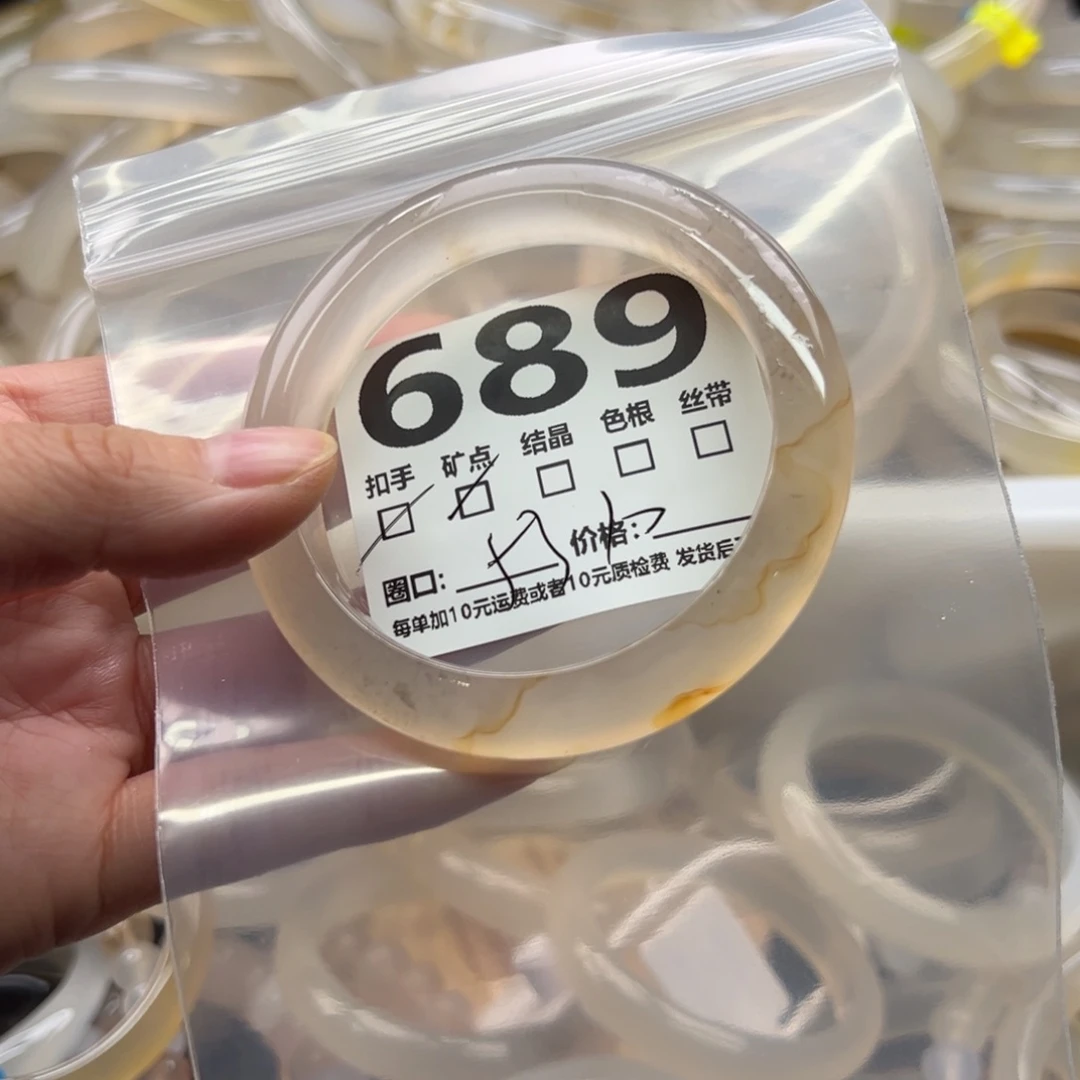 689
扣手 矿点 结晶 色根 丝带
圈口: 价格:
每单加10元运费或者10元质检费 发货后